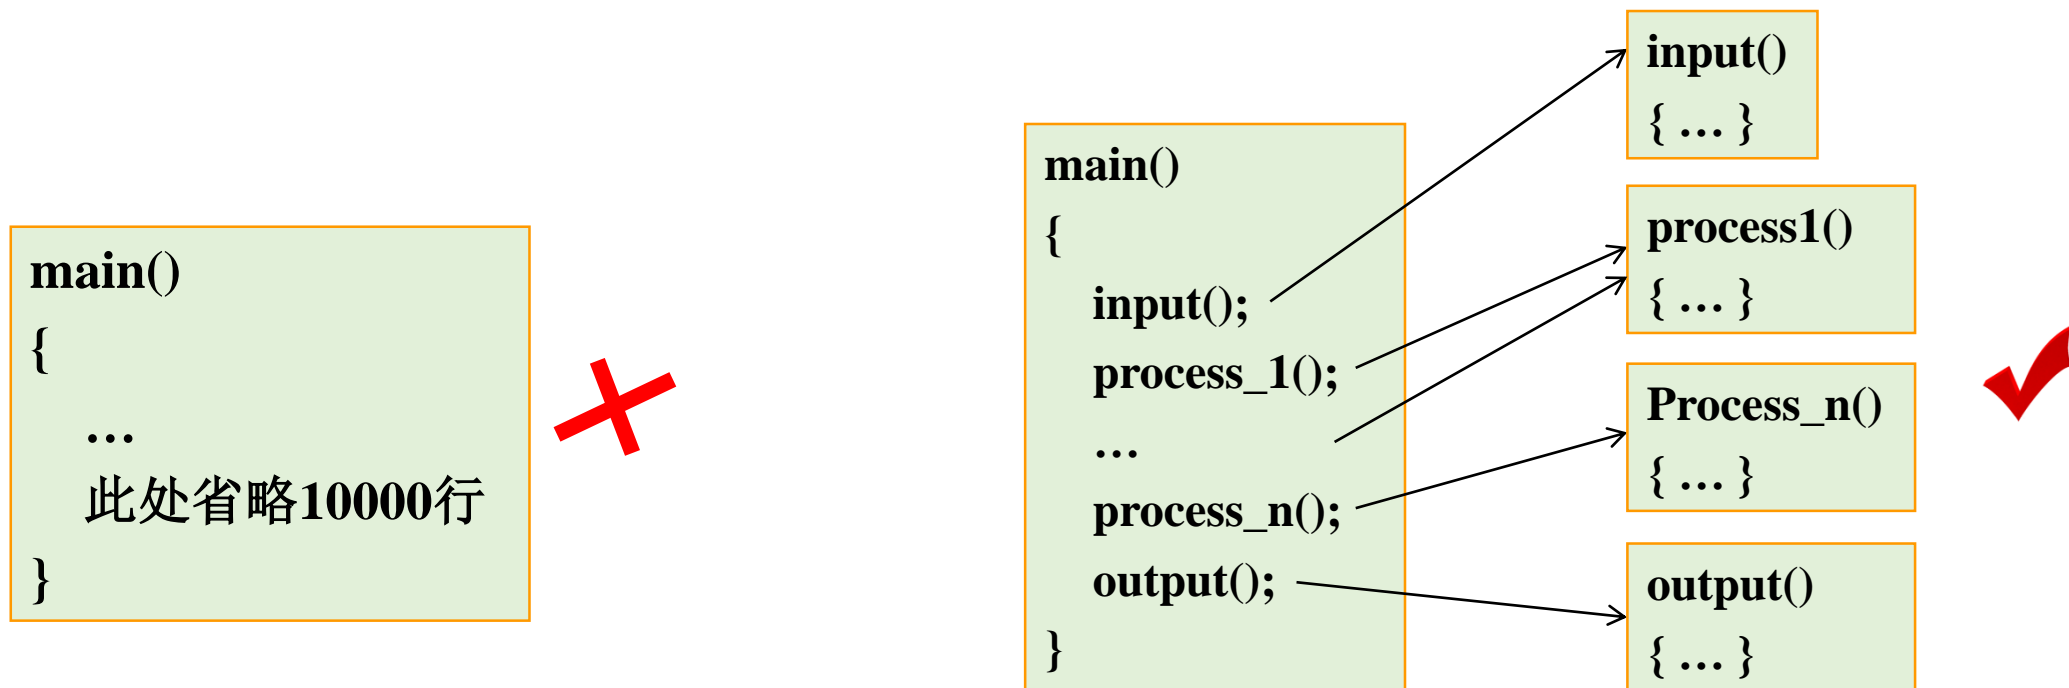 main()
{
…
此处省略10000行
}
main()
{
input();
process_1();
…
process_n();
output();
}
input()
{ … }
process1()
{ … }
Process_n()
{ … }
output()
{ … }